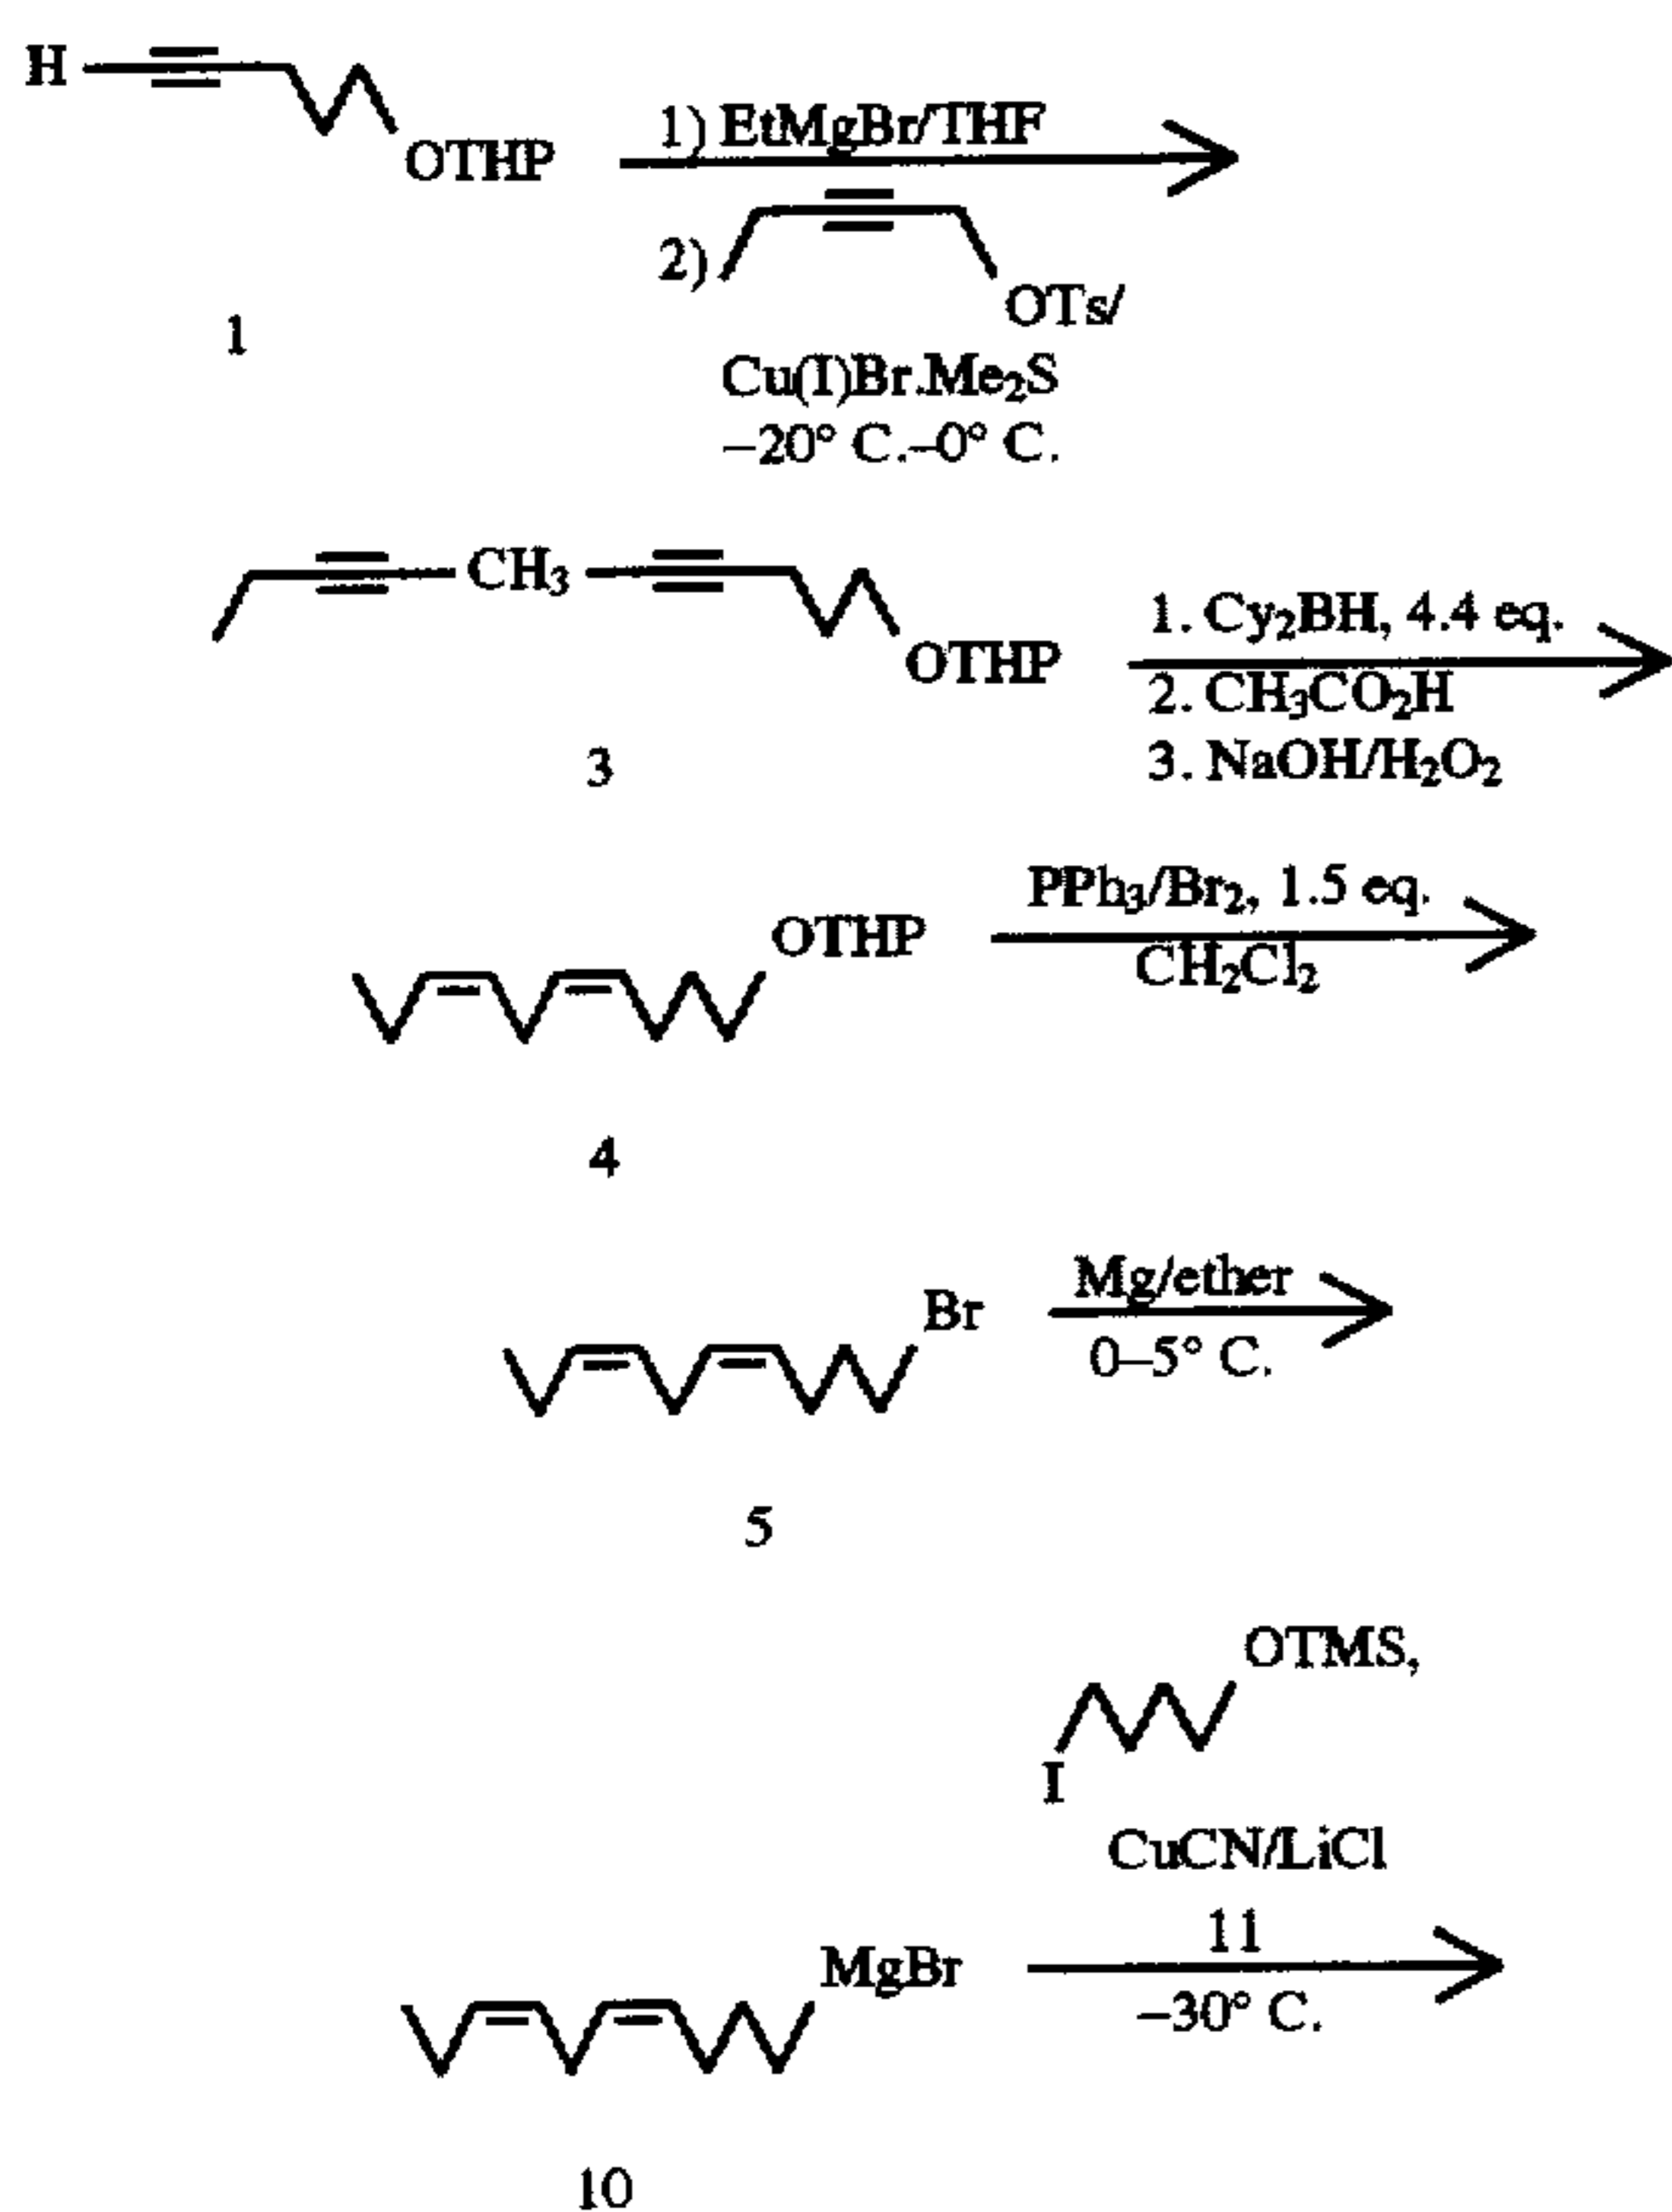 H
OTHP
1) EtMgBr/THF
2)
OTs/
1
Cu(I)Br.Me₂S
–20° C.–0° C.
CH₃
OTHP
1. Cy₂BH, 4.4 eq.
2. CH₃CO₂H
3. NaOH/H₂O₂
3
OTHP
PPh₃/Br₂, 1.5 eq.
CH₂Cl₂
4
Br
Mg/ether
0–5° C.
5
OTMS,
I
CuCN/LiCl
11
MgBr
–30° C.
10